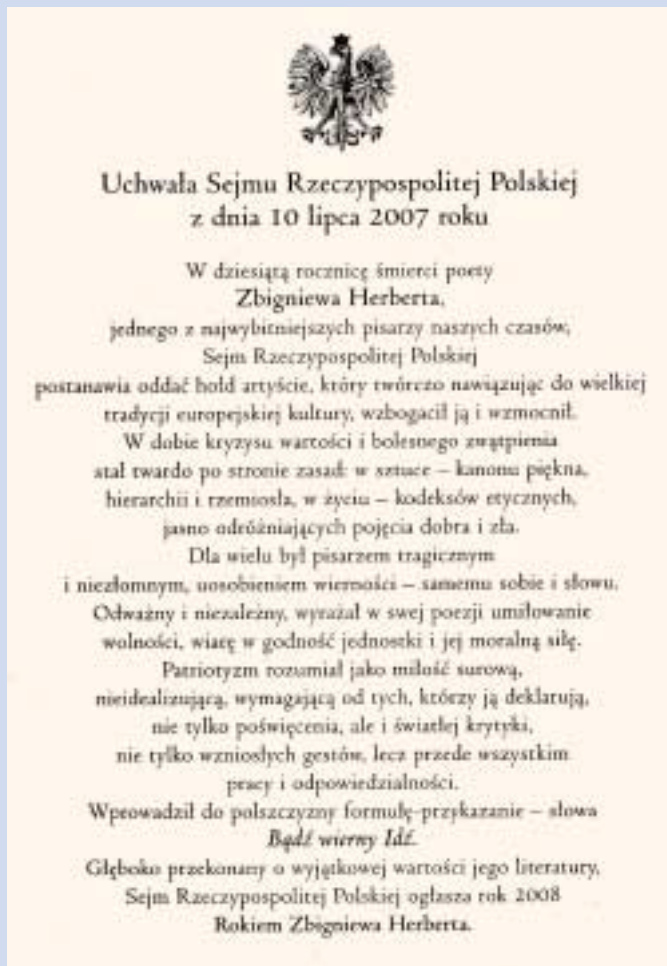 Uchwała Sejmu Rzeczypospolitej Polskiej
z dnia 10 lipca 2007 roku
W dziesiątą rocznicę śmierci poety
Zbigniewa Herberta,
jednego z najwybitniejszych pisarzy naszych czasów,
Sejm Rzeczypospolitej Polskiej
postanawia oddać hołd artyście, który twórczo nawiązując do wielkiej
tradycji europejskiej kultury, wzbogacił ją i wzmocnił.
W dobie kryzysu wartości i bolesnego zwątpienia
stał twardo po stronie zasad: w sztuce – kanonu piękna,
hierarchii i rzemiosła, w życiu – kodeksów etycznych,
jasno odróżniających pojęcia dobra i zła.
Dla wielu był pisarzem tragicznym
i niezłomnym, uosobieniem wierności – samemu sobie i słowu.
Odważny i niezależny, wyrażał w swej poezji umiłowanie
wolności, wiarę w godność jednostki i jej moralną siłę.
Patriotyzm rozumiał jako miłość surową,
nieidealizującą, wymagającą od tych, którzy ją deklarują,
nie tylko poświęcenia, ale i światłej krytyki,
nie tylko wzniosłych gestów, lecz przede wszystkim
pracy i odpowiedzialności.
Wprowadził do polszczyzny formułę-przykazanie – słowa
Bądź wierny Idź.
Głęboko przekonany o wyjątkowej wartości jego literatury,
Sejm Rzeczypospolitej Polskiej ogłasza rok 2008
Rokiem Zbigniewa Herberta.